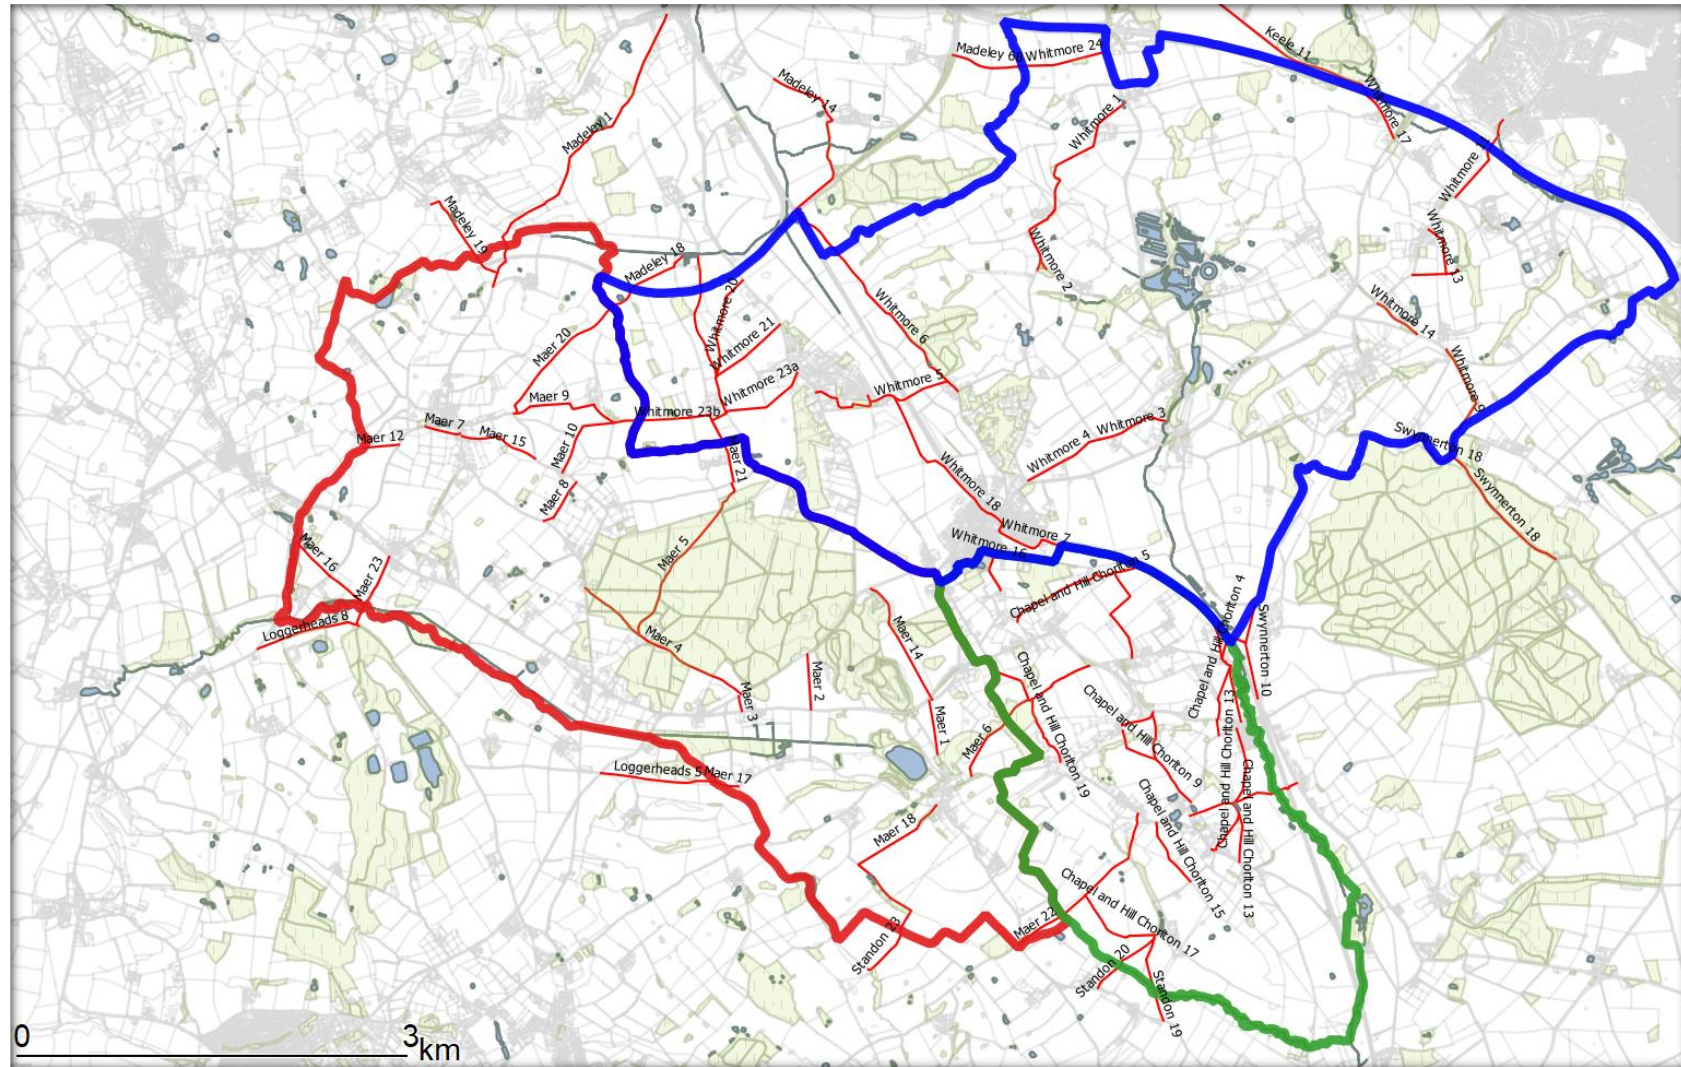 Keele 11
Madeley 68
Whitmore 24
Madeley 14
Whitmore 17
Whitmore 1
Madeley 1
Whitmore
Madeley 19
Whitmore 13
Whitmore 2
Madeley 18
Whitmore 20
Whitmore 14
Whitmore 6
Maer 20
Whitmore 21
Whitmore 9
Whitmore 23a
Whitmore 5
Maer 9
Whitmore 23b
Maer 7
Maer 15
Maer 12
Maer 10
Maer 21
Whitmore 4
Whitmore 3
Swynnerton 18
Whitmore 18
Maer 8
Swynnerton 18
Whitmore 7
Whitmore 16
Maer 16
Maer 5
Maer 23
Chapel and Hill Chorlton 5
Chapel and Hill Chorlton 4
Swynnerton 10
Loggerheads 8
Maer 4
Maer 14
Maer 2
Maer 3
Chapel and Hill Chorlton 19
Chapel and Hill Chorlton 9
Maer 1
Maer 6
Chapel and Hill Chorlton 13
Loggerheads 5
Maer 17
Chapel and Hill Chorlton 13
Maer 18
Chapel and Hill Chorlton 15
Chapel and Hill Chorlton 17
Maer 22
Standon 23
Standon 20
Standon 19
0 3
km